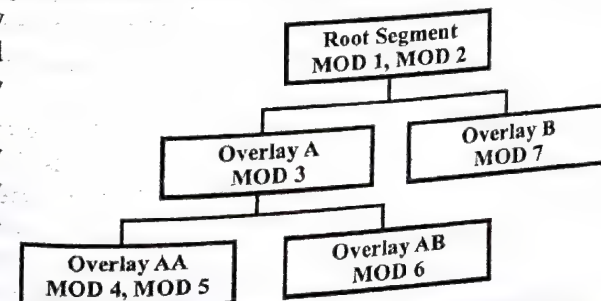 Root Segment
MOD 1, MOD 2
Overlay A
MOD 3
Overlay B
MOD 7
Overlay AA
MOD 4, MOD 5
Overlay AB
MOD 6